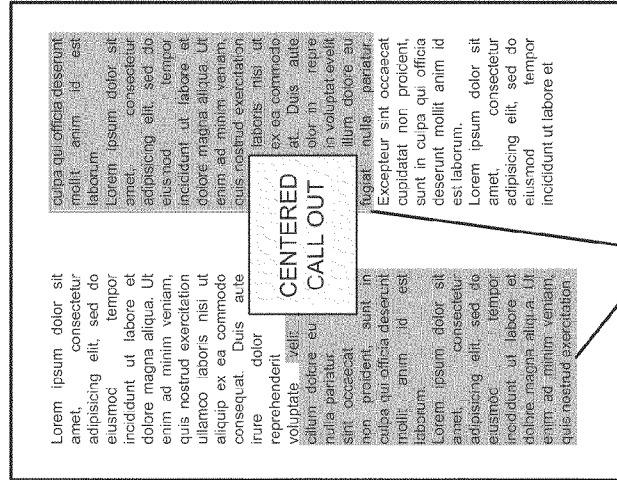 Lorem ipsum dolor sit
amet, consectetur
adipisicing elit, sed do
eiusmod tempor
incididunt ut labore et
dolore magna aliqua. Ut
enim ad minim veniam,
quis nostrud exercitation
ullamco laboris nisi ut
aliquip ex ea commodo
consequat. Duis aute
irure dolor
reprehenderit
voluptate velit
cillum dolore eu
nulla pariatur.
sint occaecat
non proident, sunt in
culpa qui officia deserunt
mollit anim id est
laborum.
Lorem ipsum dolor sit
amet, consectetur
adipisicing elit, sed do
eiusmod tempor
incididunt ut labore et
dolore magna aliqua. Ut
enim ad minim veniam,
quis nostrud exercitation
CENTERED
CALL OUT
culpa qui officia deserunt
mollit anim id est
laborum.
Lorem ipsum dolor sit
amet, consectetur
adipisicing elit, sed do
eiusmod tempor
incididunt ut labore et
dolore magna aliqua. Ut
enim ad minim veniam,
quis nostrud exercitation
laboris nisi ut
ex ea commodo
at. Duis aute
olor in repre
in voluptat evelit
illum dolore eu
fugiat nulla pariatur.
Excepteur sint occaecat
cupidatat non proident,
sunt in culpa qui officia
deserunt mollit anim id
est laborum.
Lorem ipsum dolor sit
amet, consectetur
adipisicing elit, sed do
eiusmod tempor
incididunt ut labore et